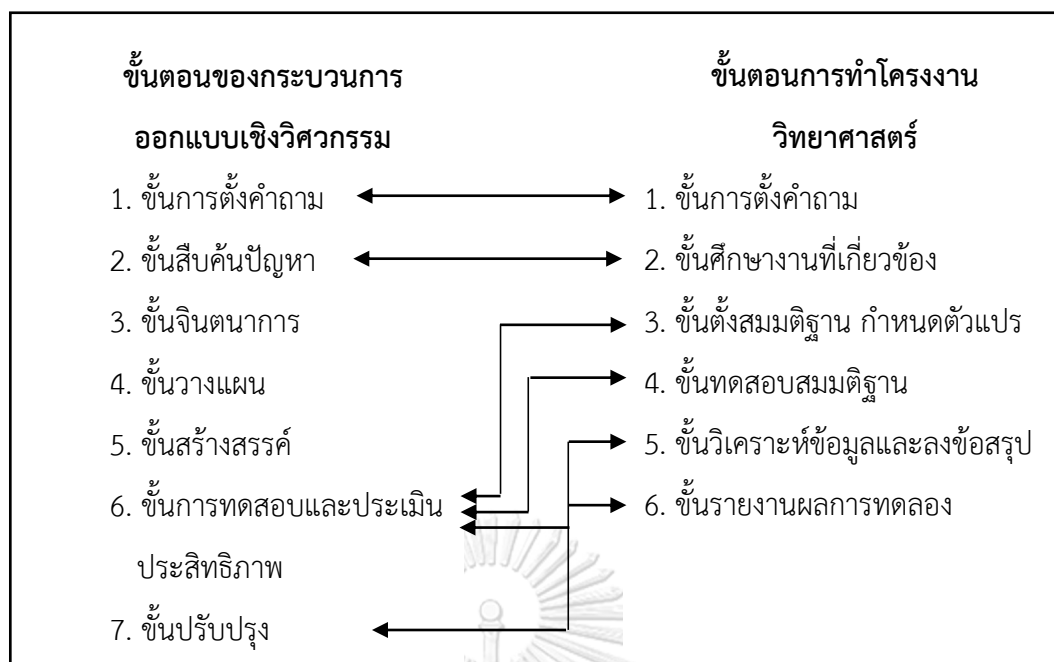 ขั้นตอนของกระบวนการ
ออกแบบเชิงวิศวกรรม
1. ขั้นการตั้งคำถาม
2. ขั้นสืบค้นปัญหา
3. ขั้นจินตนาการ
4. ขั้นวางแผน
5. ขั้นสร้างสรรค์
6. ขั้นการทดสอบและประเมิน
ประสิทธิภาพ
7. ขั้นปรับปรุง
ขั้นตอนการทำโครงงาน
วิทยาศาสตร์
1. ขั้นการตั้งคำถาม
2. ขั้นศึกษางานที่เกี่ยวข้อง
3. ขั้นตั้งสมมติฐาน กำหนดตัวแปร
4. ขั้นทดสอบสมมติฐาน
5. ขั้นวิเคราะห์ข้อมูลและลงข้อสรุป
6. ขั้นรายงานผลการทดลอง